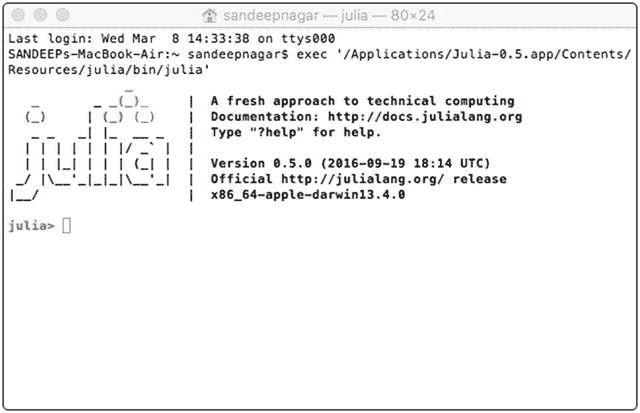 sandeepnagar — julia — 80×24
Last login: Wed Mar  8 14:33:38 on ttys000
SANDEEPs-MacBook-Air:~ sandeepnagar$ exec '/Applications/Julia-0.5.app/Contents/
Resources/julia/bin/julia'
julia
| A fresh approach to technical computing
| Documentation: http://docs.julialang.org
| Type "?help" for help.
|
| Version 0.5.0 (2016-09-19 18:14 UTC)
| Official http://julialang.org/ release
| x86_64-apple-darwin13.4.0
julia>